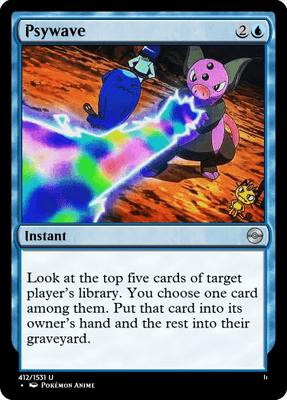 Psywave 2
Instant
Look at the top five cards of target
player's library. You choose one card
among them. Put that card into its
owner's hand and the rest into their
graveyard.
412/1531 U
• Pokémon Anime